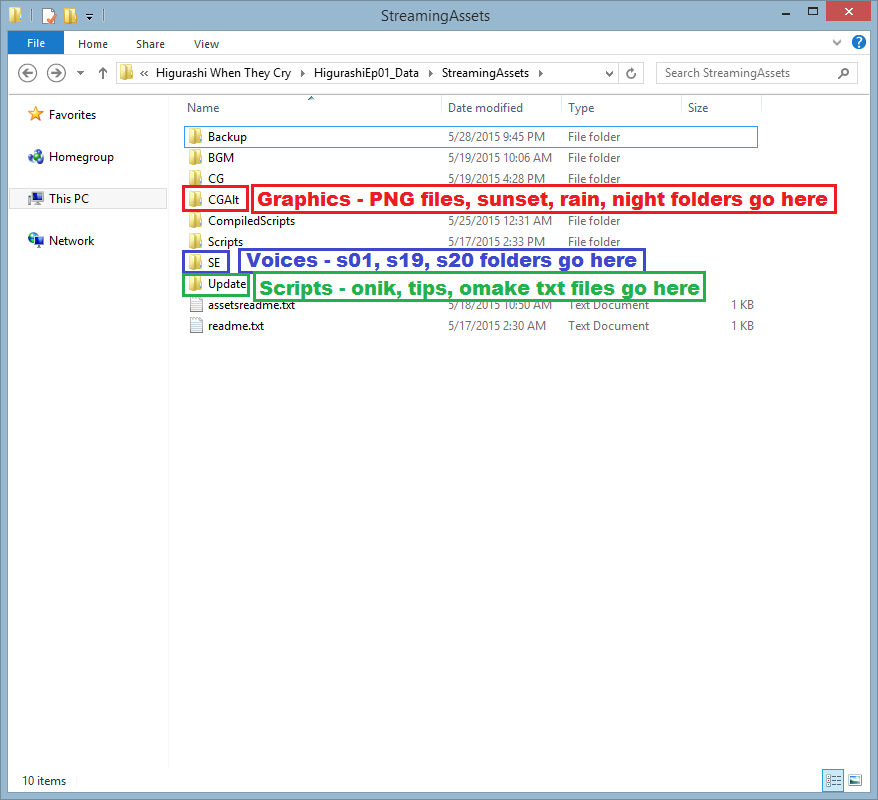 StreamingAssets
File Home Share View
« Higurashi When They Cry HigurashiEp01_Data StreamingAssets Search StreamingAssets
Name Date modified Type Size
Favorites
Homegroup
This PC
Network
Backup 5/28/2015 9:45 PM File folder
BGM 5/19/2015 10:06 AM File folder
CG 5/19/2015 4:28 PM File folder
CGAlt Graphics - PNG files, sunset, rain, night folders go here
CompiledScripts 5/25/2015 12:31 AM File folder
Scripts 5/17/2015 2:33 PM File folder
SE Voices - s01, s19, s20 folders go here
Update Scripts - onik, tips, omake txt files go here
assetsreadme.txt 5/18/2015 10:50 AM Text Document 1 KB
readme.txt 5/17/2015 2:30 AM Text Document 1 KB
10 items